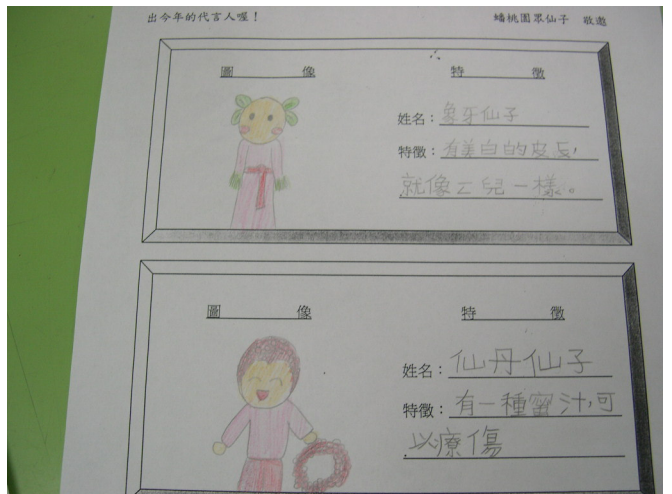 出今年的代言人喔！
蟠桃園眾仙子 敬邀
圖 像
特 徵
姓名：象牙仙子
特徵：有美白的皮ㄈㄨ，
就像ㄥ兒一樣。
圖 像
特 徵
姓名：仙丹仙子
特徵：有一種蜜汁，可
以療傷